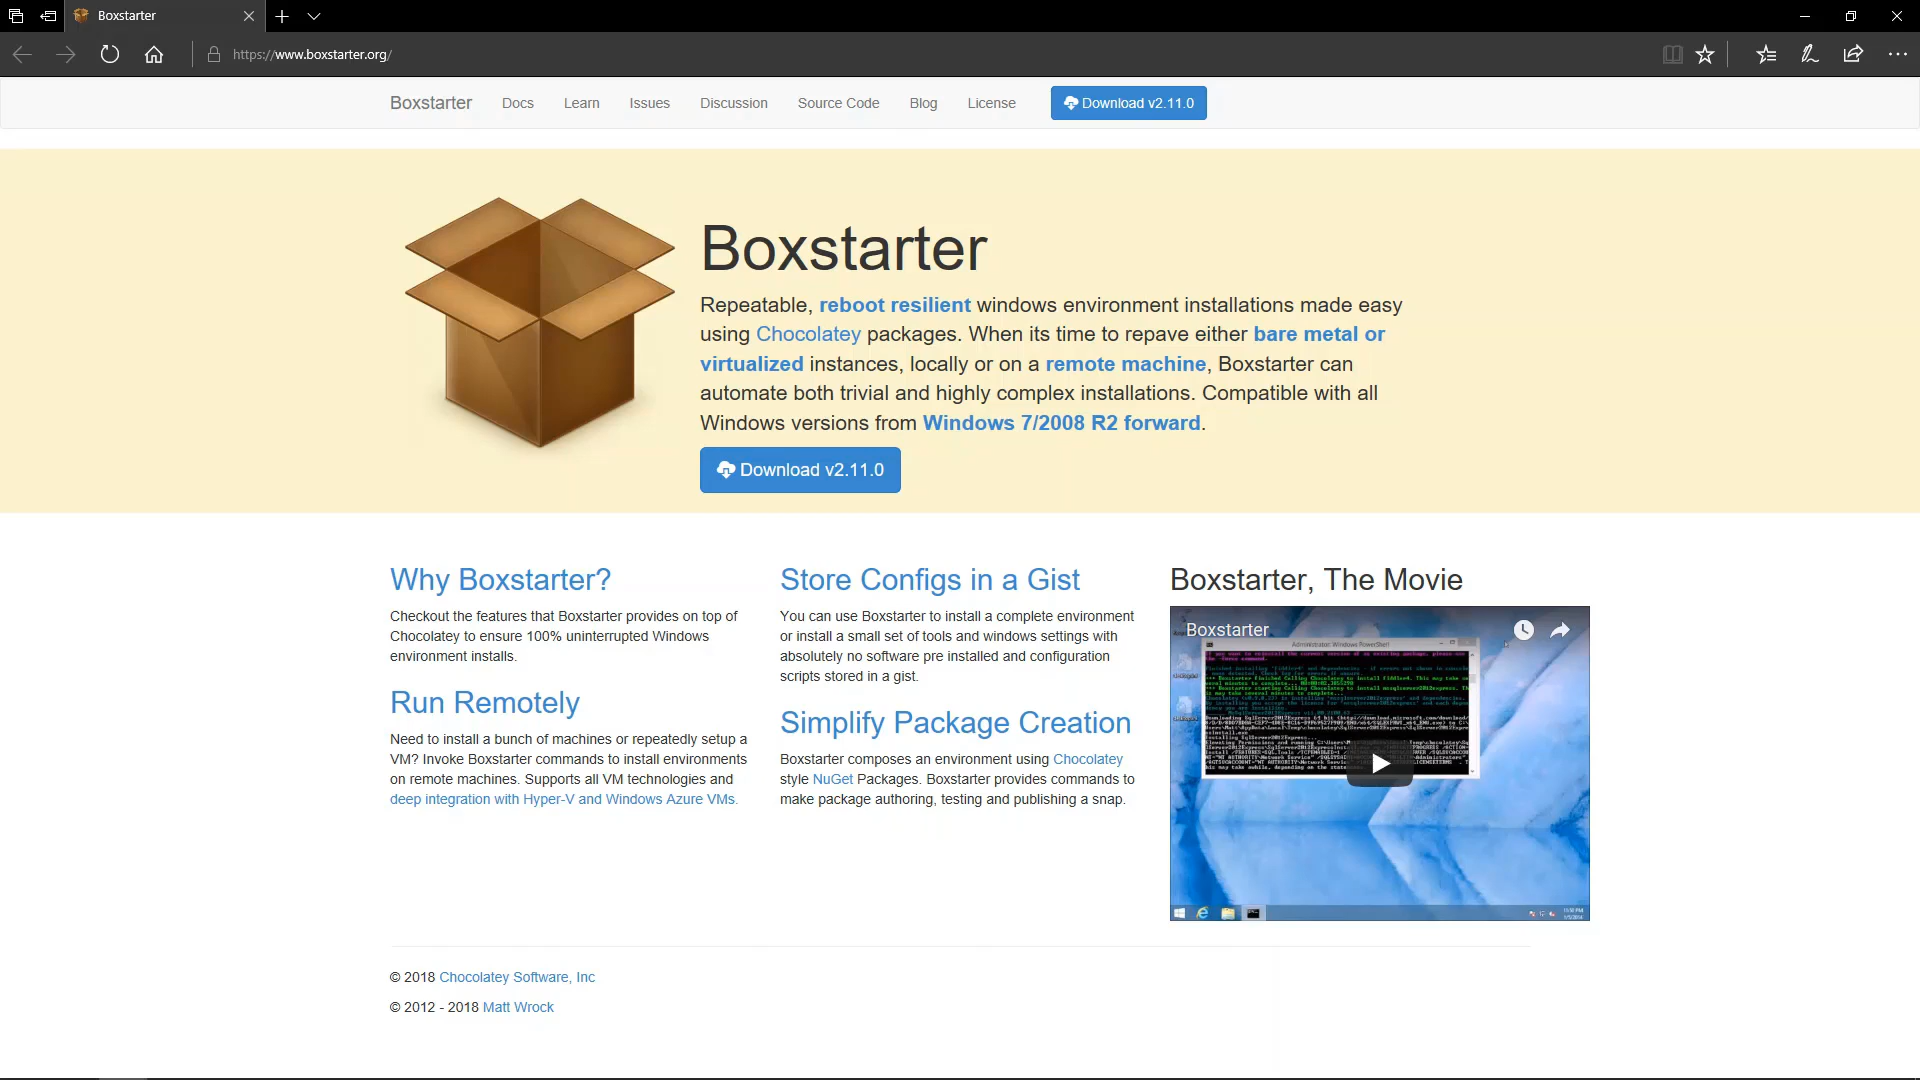 Boxstarter
https://www.boxstarter.org/
Boxstarter Docs Learn Issues Discussion Source Code Blog License Download v2.11.0
Boxstarter
Repeatable, reboot resilient windows environment installations made easy
using Chocolatey packages. When its time to repave either bare metal or
virtualized instances, locally or on a remote machine, Boxstarter can
automate both trivial and highly complex installations. Compatible with all
Windows versions from Windows 7/2008 R2 forward.
Download v2.11.0
Why Boxstarter?
Checkout the features that Boxstarter provides on top of
Chocolatey to ensure 100% uninterrupted Windows
environment installs.
Run Remotely
Need to install a bunch of machines or repeatedly setup a
VM? Invoke Boxstarter commands to install environments
on remote machines. Supports all VM technologies and
deep integration with Hyper-V and Windows Azure VMs.
Store Configs in a Gist
You can use Boxstarter to install a complete environment
or install a small set of tools and windows settings with
absolutely no software pre installed and configuration
scripts stored in a gist.
Simplify Package Creation
Boxstarter composes an environment using Chocolatey
style NuGet Packages. Boxstarter provides commands to
make package authoring, testing and publishing a snap.
Boxstarter, The Movie
Boxstarter
Administrator: Windows PowerShell
© 2018 Chocolatey Software, Inc
© 2012 - 2018 Matt Wrock